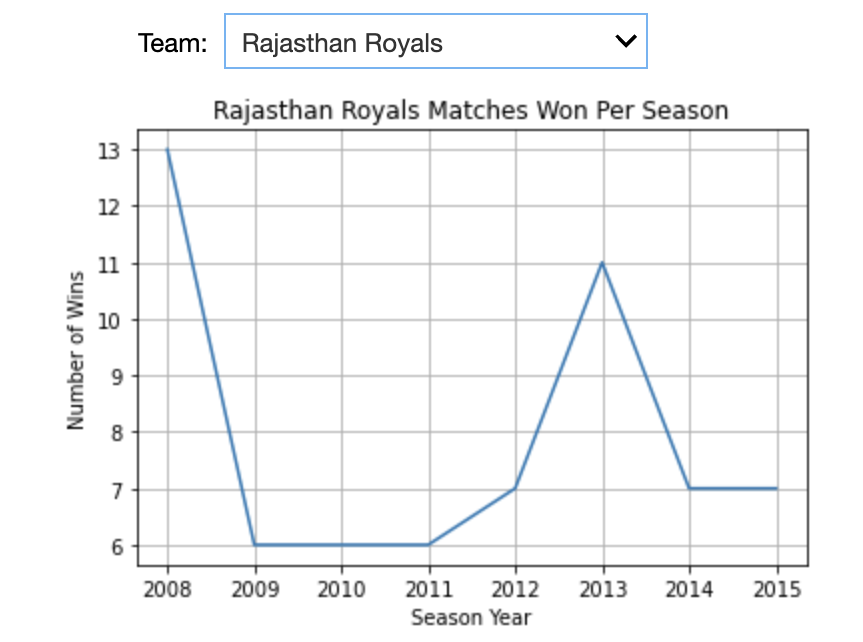 Team: Rajasthan Royals
Rajasthan Royals Matches Won Per Season
13
12
11
10
9
8
7
6
Number of Wins
2008 2009 2010 2011 2012 2013 2014 2015
Season Year